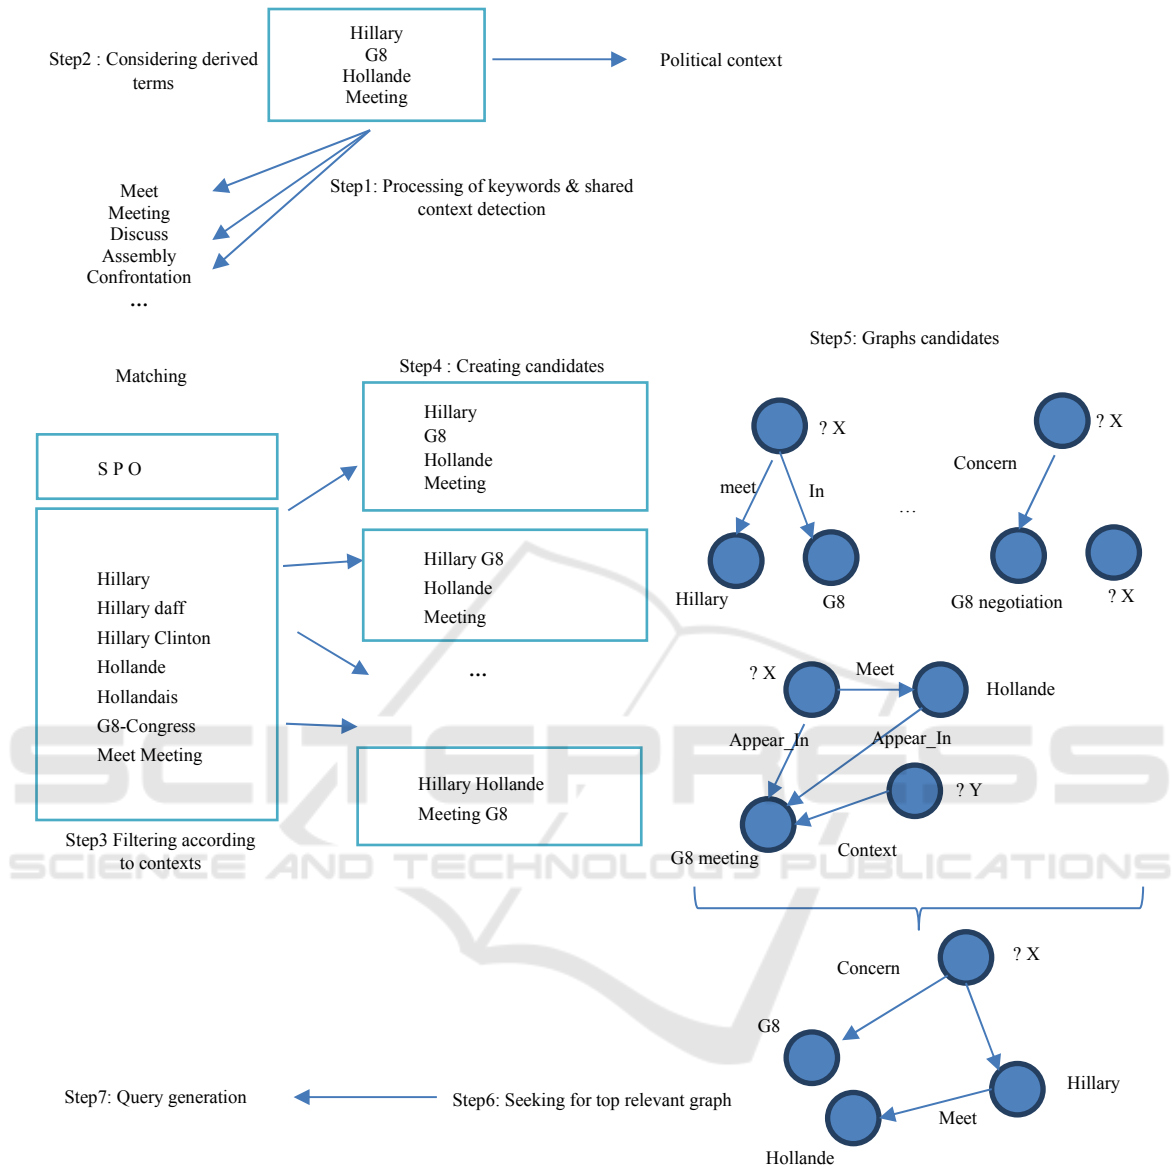 Hillary
G8
Hollande
Meeting
Step2 : Considering derived
terms
Political context
Step1: Processing of keywords & shared
context detection
Meet
Meeting
Discuss
Assembly
Confrontation
...
Matching
S P O
Hillary
Hillary daff
Hillary Clinton
Hollande
Hollandais
G8-Congress
Meet Meeting
Step3 Filtering according
to contexts
Step4 : Creating candidates
Hillary
G8
Hollande
Meeting
Hillary G8
Hollande
Meeting
...
Hillary Hollande
Meeting G8
Step5: Graphs candidates
? X
meet
In
Hillary
G8
...
? X
Concern
G8 negotiation
? X
? X
Meet
Hollande
Appear_In
Appear_In
? Y
G8 meeting
Context
? X
Concern
G8
Hillary
Meet
Hollande
Step6: Seeking for top relevant graph
Step7: Query generation
SCITEPRESS
SCIENCE AND TECHNOLOGY PUBLICATIONS